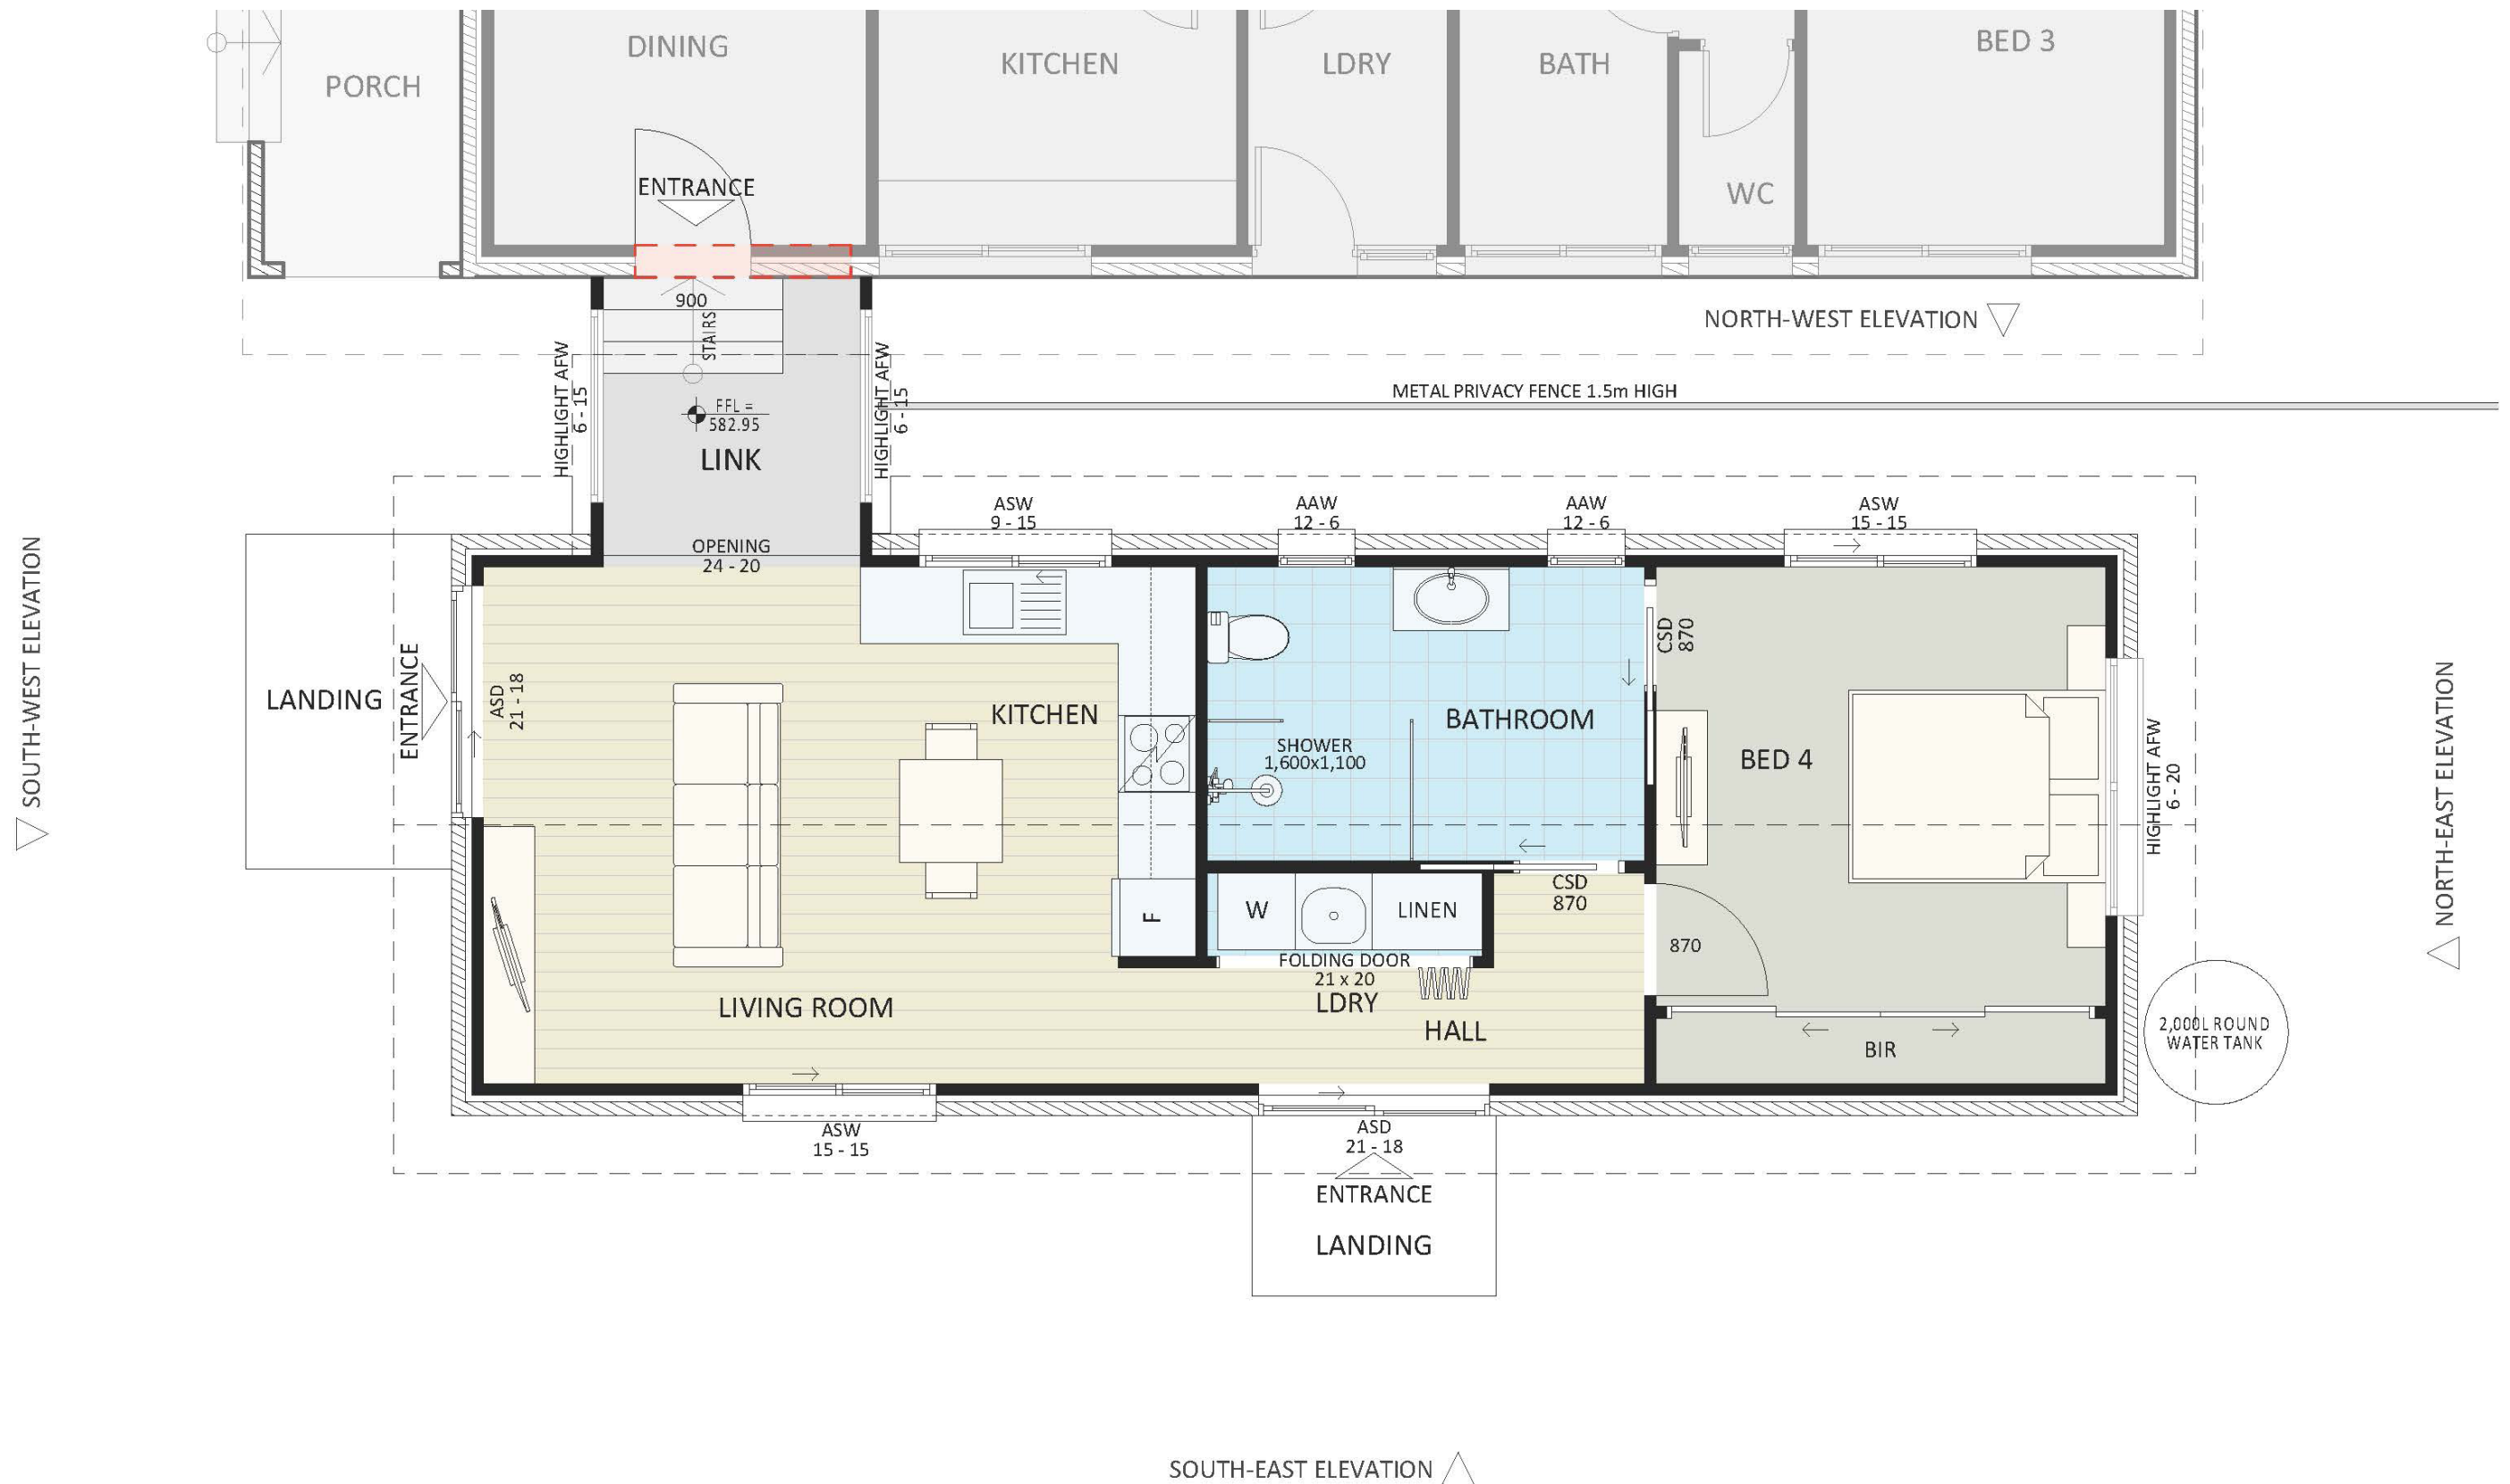 DINING
KITCHEN
LDRY
BATH
BED 3
PORCH
ENTRANCE
WC
900
STAIRS
NORTH-WEST ELEVATION
HIGHLIGHT AFW
6 - 15
HIGHLIGHT AFW
6 - 15
METAL PRIVACY FENCE 1.5m HIGH
FFL =
582.95
LINK
OPENING
24 - 20
ASW
9 - 15
AAW
12 - 6
AAW
12 - 6
ASW
15 - 15
SOUTH-WEST ELEVATION
LANDING
ENTRANCE
ASD
21 - 18
KITCHEN
BATHROOM
SHOWER
1,600x1,100
CSD
870
BED 4
HIGHLIGHT AFW
6 - 20
NORTH-EAST ELEVATION
F
W
LINEN
CSD
870
870
FOLDING DOOR
21 x 20
LDRY
LIVING ROOM
HALL
BIR
2,000L ROUND
WATER TANK
ASW
15 - 15
ASD
21 - 18
ENTRANCE
LANDING
SOUTH-EAST ELEVATION